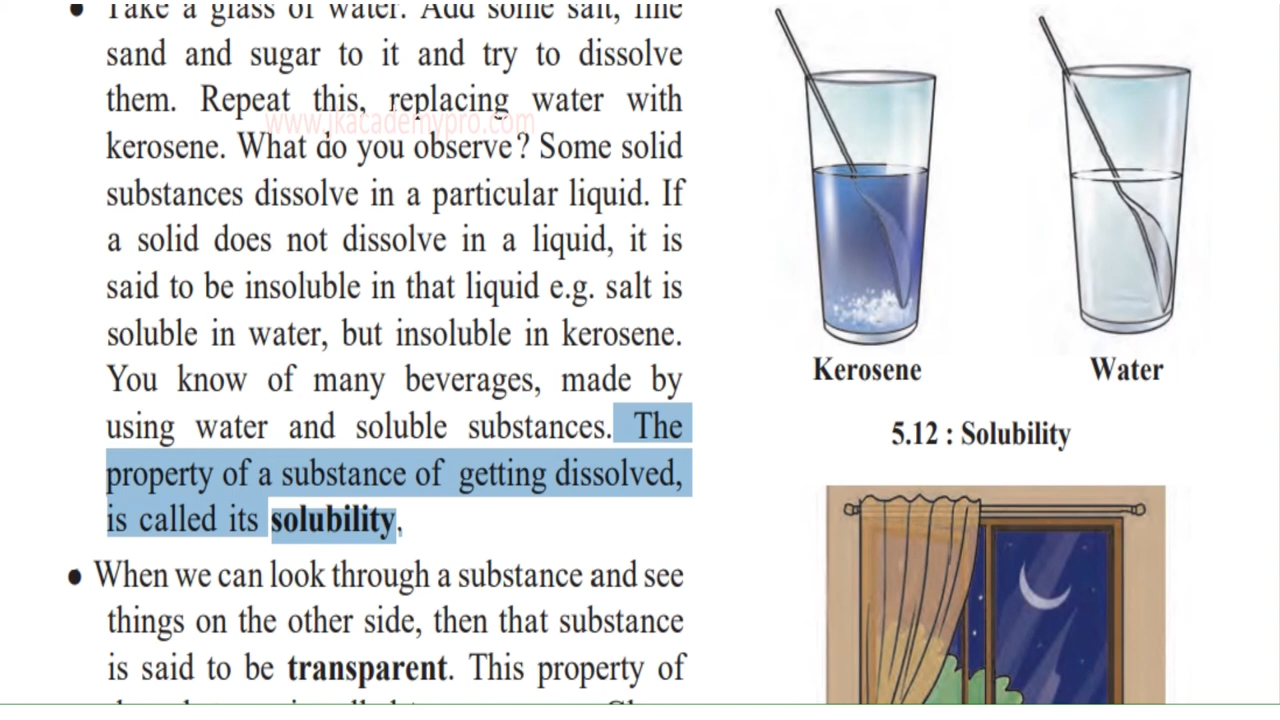 ● Take a glass of water. Add some salt, fine
sand and sugar to it and try to dissolve
them. Repeat this, replacing water with
www.jkacademypro.com
kerosene. What do you observe? Some solid
substances dissolve in a particular liquid. If
a solid does not dissolve in a liquid, it is
said to be insoluble in that liquid e.g. salt is
soluble in water, but insoluble in kerosene.
You know of many beverages, made by
using water and soluble substances. The
property of a substance of getting dissolved,
is called its solubility.
● When we can look through a substance and see
things on the other side, then that substance
is said to be transparent. This property of
Kerosene
Water
5.12 : Solubility